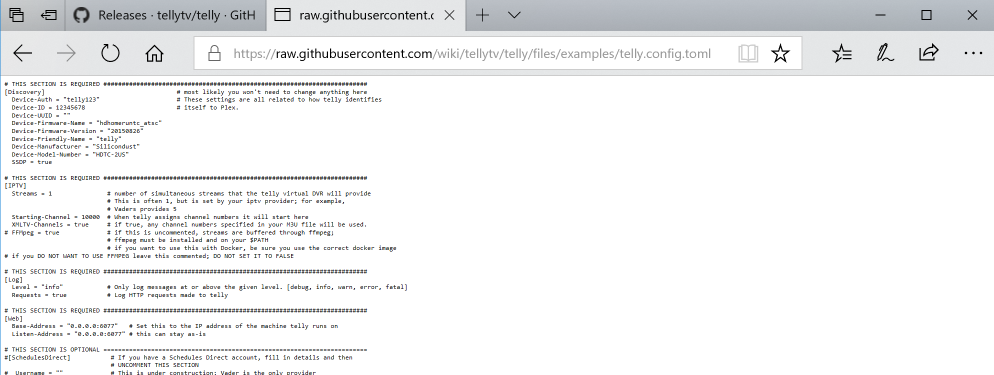 Releases · tellytv/telly · GitH
raw.githubusercontent.c
https://raw.githubusercontent.com/wiki/tellytv/telly/files/examples/telly.config.toml
# THIS SECTION IS REQUIRED ########################################################################
[Discovery] # most likely you won't need to change anything here
Device-Auth = "telly123" # These settings are all related to how telly identifies
Device-ID = 12345678 # itself to Plex.
Device-UUID = ""
Device-Firmware-Name = "hdhomeruntc_atsc"
Device-Firmware-Version = "20150826"
Device-Friendly-Name = "telly"
Device-Manufacturer = "Silicondust"
Device-Model-Number = "HDTC-2US"
SSDP = true
# THIS SECTION IS REQUIRED ########################################################################
[IPTV]
Streams = 1 # number of simultaneous streams that the telly virtual DVR will provide
# This is often 1, but is set by your iptv provider; for example,
# Vaders provides 5
Starting-Channel = 10000 # When telly assigns channel numbers it will start here
XMLTV-Channels = true # if true, any channel numbers specified in your M3U file will be used.
# FFMpeg = true # if this is uncommented, streams are buffered through ffmpeg;
# ffmpeg must be installed and on your $PATH
# if you want to use this with Docker, be sure you use the correct docker image
# if you DO NOT WANT TO USE FFMPEG leave this commented; DO NOT SET IT TO FALSE
# THIS SECTION IS REQUIRED ########################################################################
[Log]
Level = "info" # Only log messages at or above the given level. [debug, info, warn, error, fatal]
Requests = true # Log HTTP requests made to telly
# THIS SECTION IS REQUIRED ########################################################################
[Web]
Base-Address = "0.0.0.0:6077" # Set this to the IP address of the machine telly runs on
Listen-Address = "0.0.0.0:6077" # this can stay as-is
# THIS SECTION IS OPTIONAL ========================================================================
#[SchedulesDirect] # If you have a Schedules Direct account, fill in details and then
# UNCOMMENT THIS SECTION
# Username = "" # This is under construction; Vader is the only provider